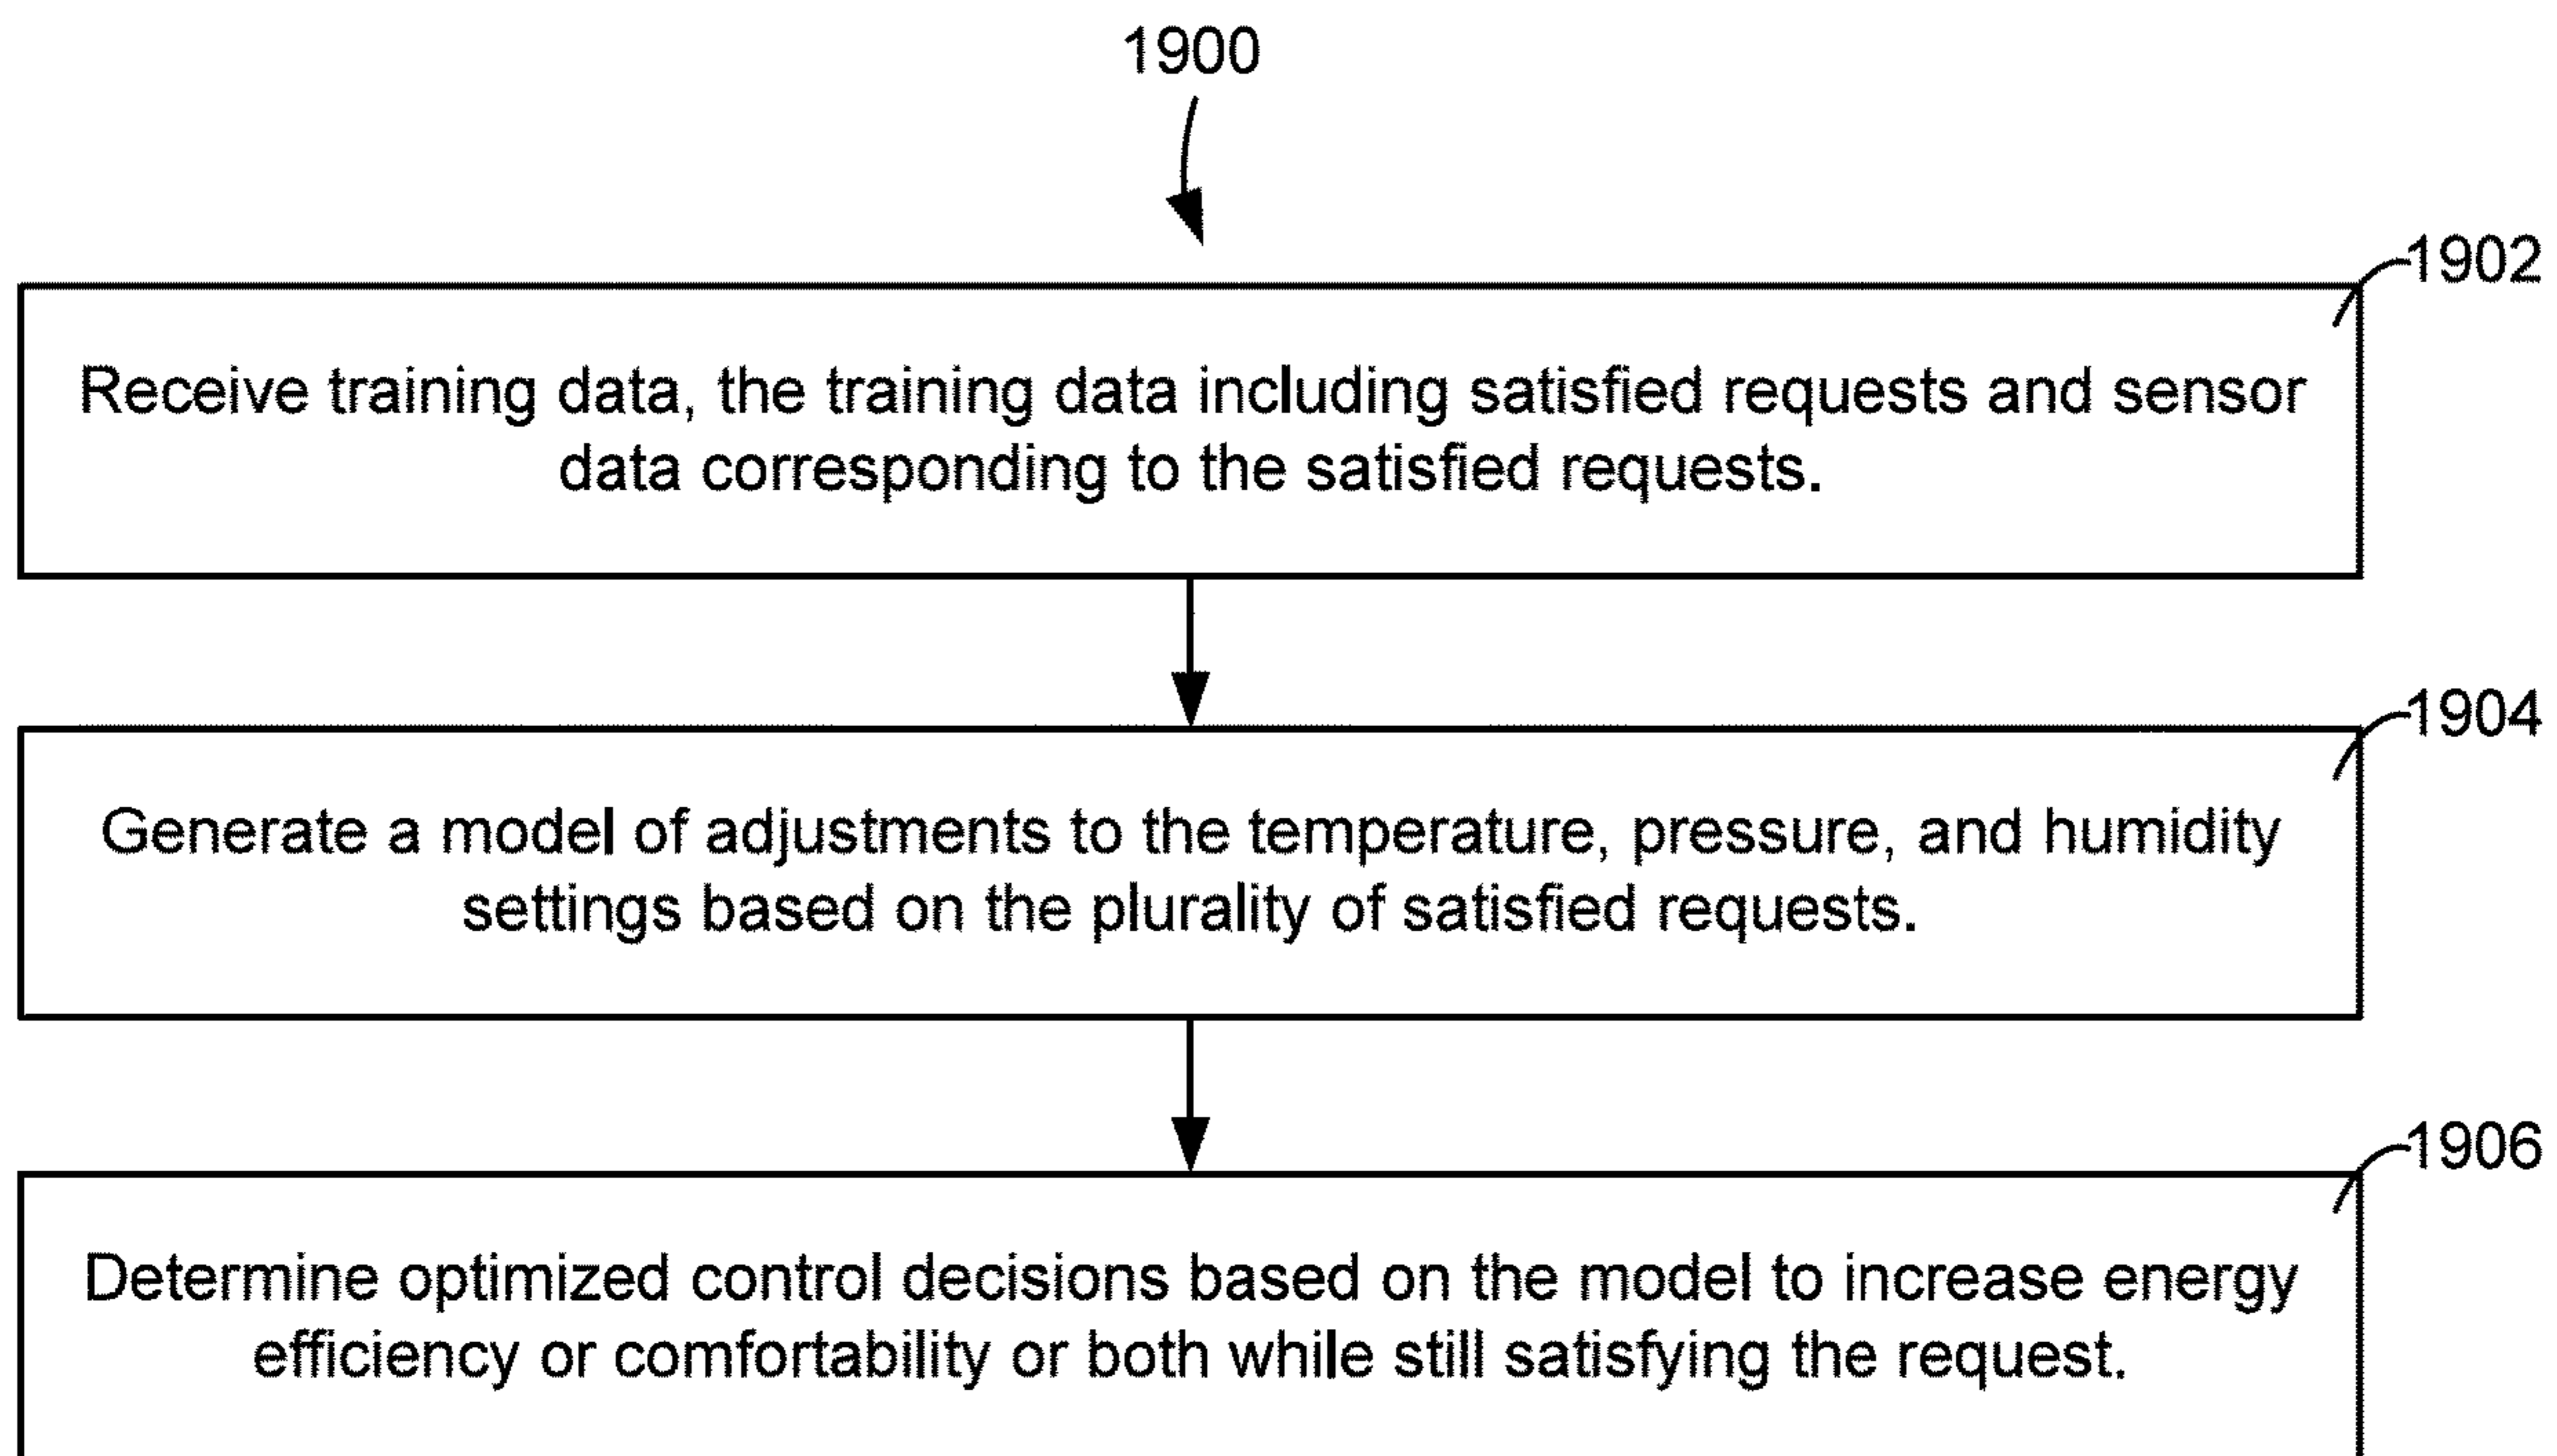 1900
1902
Receive training data, the training data including satisfied requests and sensor
data corresponding to the satisfied requests.
1904
Generate a model of adjustments to the temperature, pressure, and humidity
settings based on the plurality of satisfied requests.
1906
Determine optimized control decisions based on the model to increase energy
efficiency or comfortability or both while still satisfying the request.